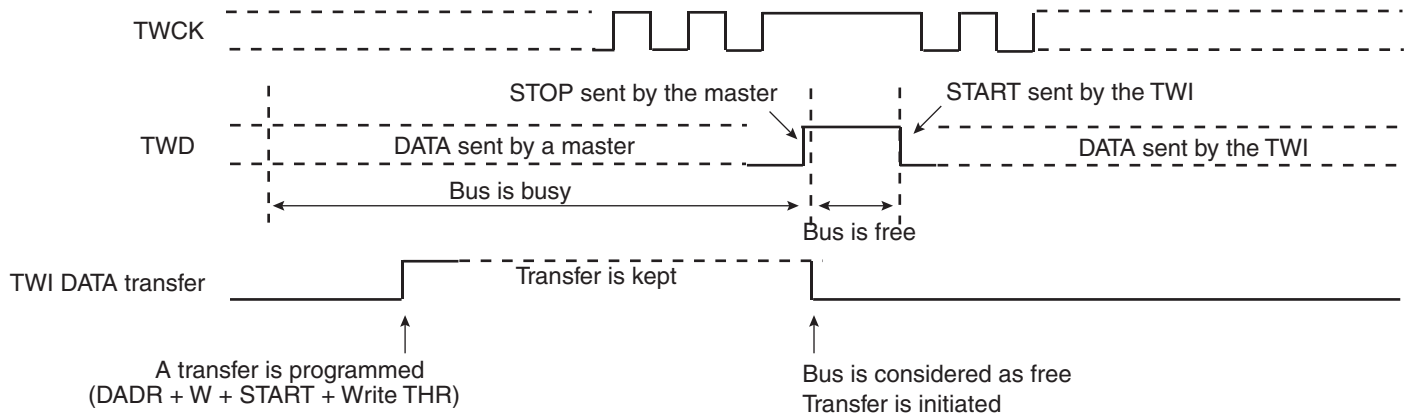 TWCK
STOP sent by the master
START sent by the TWI
TWD
DATA sent by a master
DATA sent by the TWI
Bus is busy
Bus is free
TWI DATA transfer
Transfer is kept
A transfer is programmed
(DADR + W + START + Write THR)
Bus is considered as free
Transfer is initiated